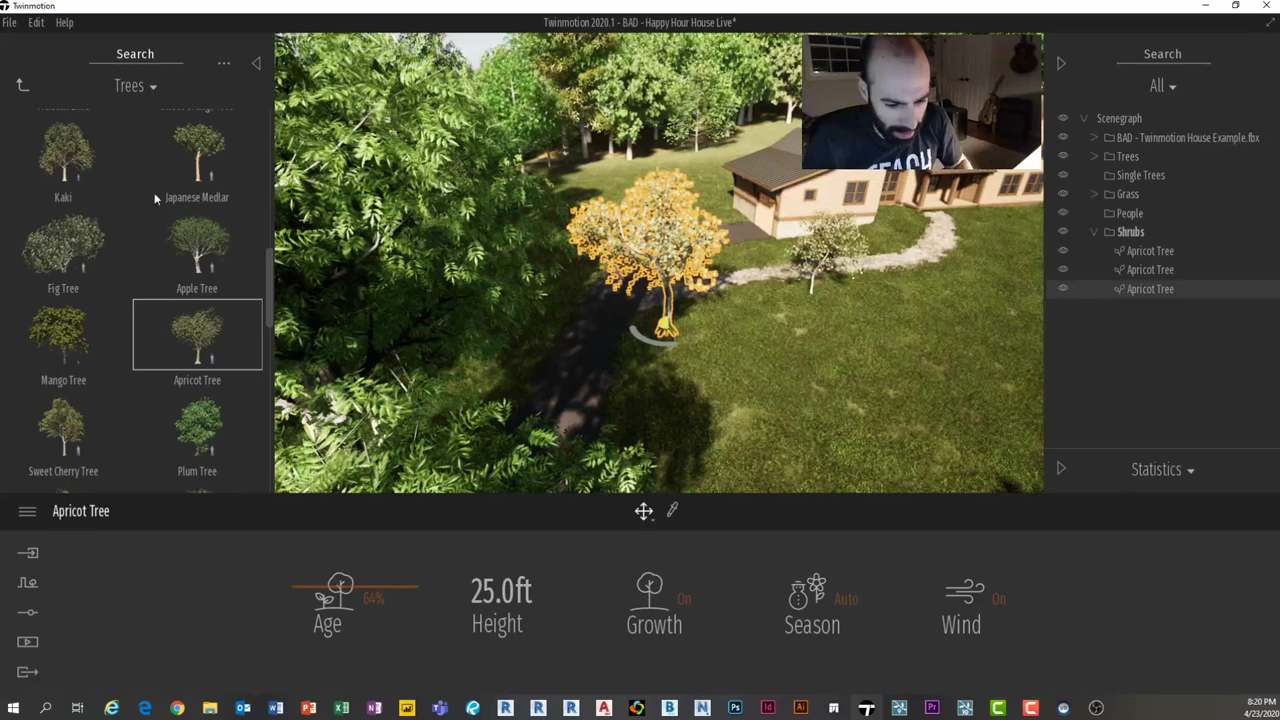 Twinmotion
File Edit Help
Twinmotion 2020.1 - BAD - Happy Hour House Live*
Search
Trees
Kaki
Japanese Medlar
Fig Tree
Apple Tree
Mango Tree
Apricot Tree
Sweet Cherry Tree
Plum Tree
TEACH
Search
All
Scenegraph
BAD - Twinmotion House Example.fbx
Trees
Single Trees
Grass
People
Shrubs
Apricot Tree
Apricot Tree
Apricot Tree
Statistics
Apricot Tree
64%
Age
25.0ft
Height
On
Growth
Auto
Season
On
Wind
8:20 PM
4/23/2020